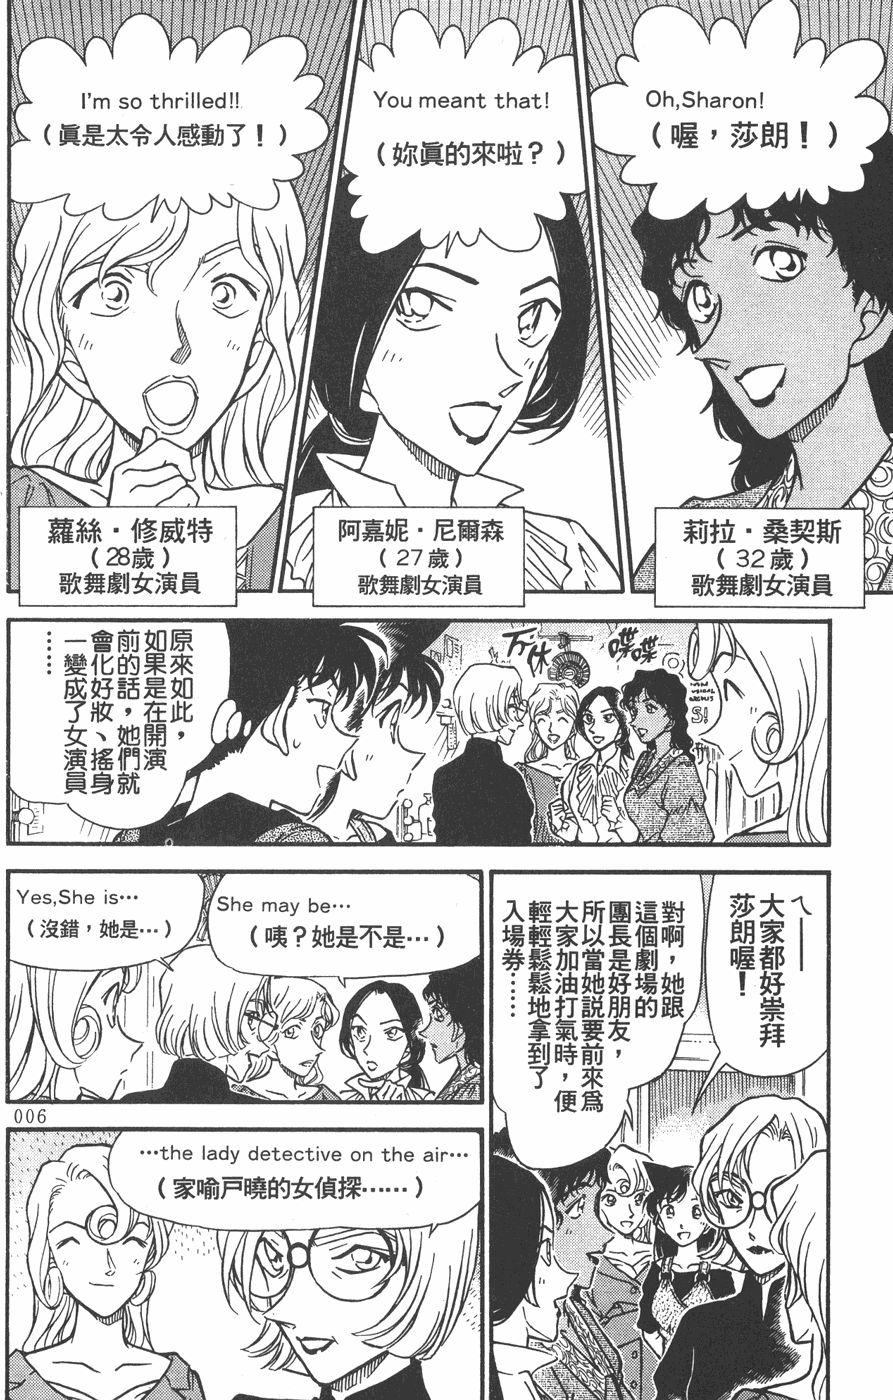 Oh,Sharon!
(喔，莎朗！)
You meant that!
(妳真的來啦？)
I'm so thrilled!!
(眞是太令人感動了！)
莉拉・桑契斯
(32歲)
歌舞劇女演員
阿嘉妮・尼爾森
(27歲)
歌舞劇女演員
蘿絲・修威特
(28歲)
歌舞劇女演員
喋喋
不休
S!
原來如此，
如果是在開演
前的話，她們就
會化好妝、搖身
一變成了女演員
……
ㄟ——
大家都好崇拜
莎朗喔！
對啊，她跟
這個劇場的
團長是好朋友，
所以當她説要前來為
大家加油打氣時，便
輕輕鬆鬆地拿到了
入場券……
She may be…
(咦？她是不是…)
Yes,She is…
(沒錯，她是…)
006
…the lady detective on the air…
(家喻戸曉的女偵探……)